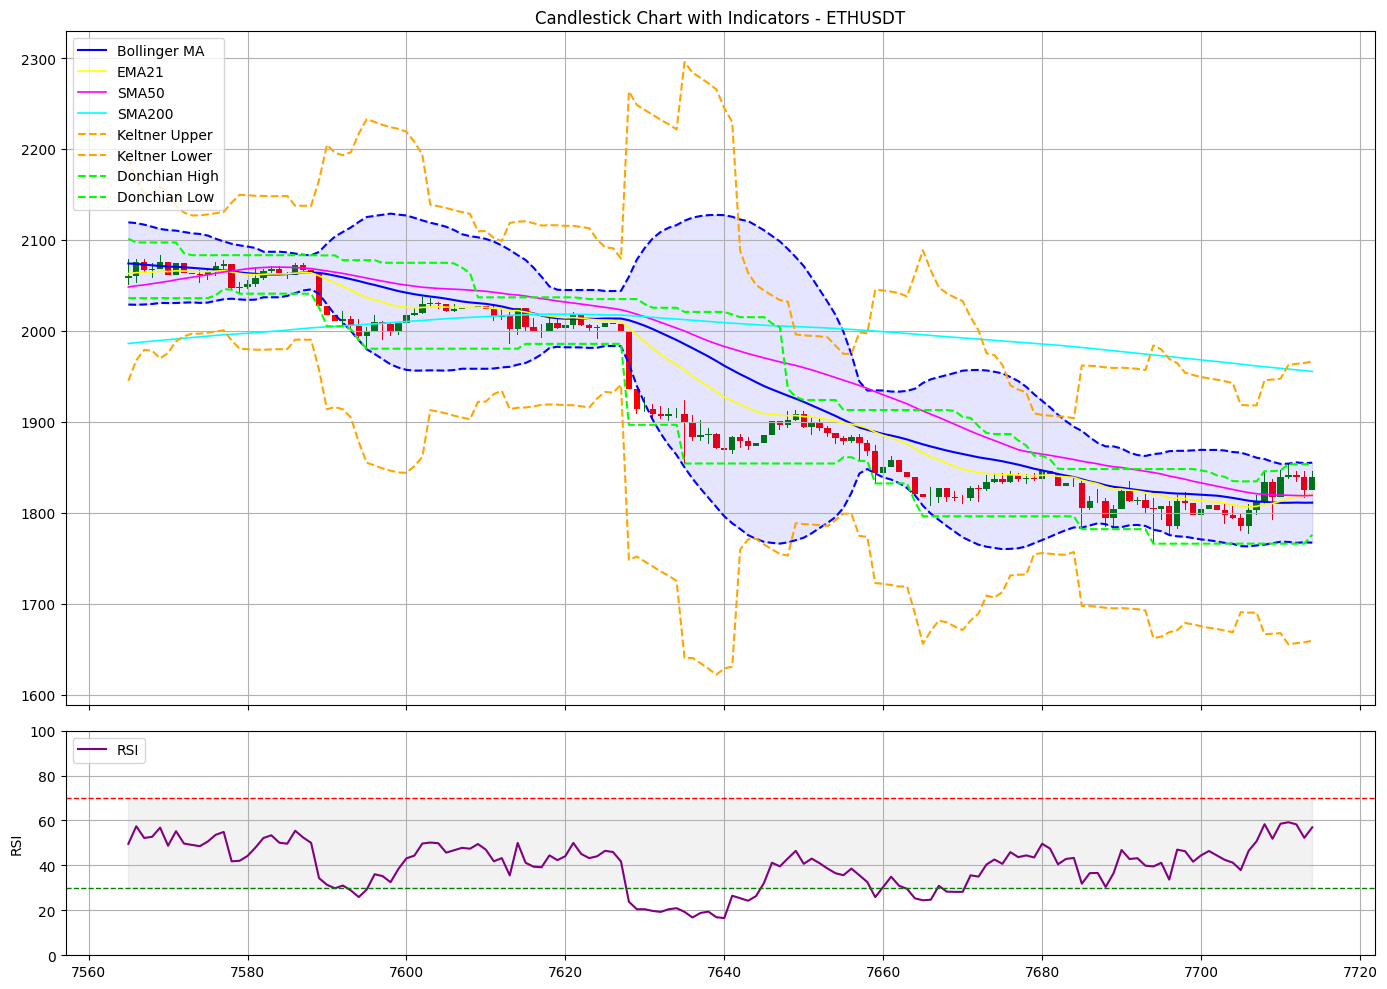 Candlestick Chart with Indicators - ETHUSDT
Bollinger MA
EMA21
SMA50
SMA200
Keltner Upper
Keltner Lower
Donchian High
Donchian Low
2300
2200
2100
2000
1900
1800
1700
1600
RSI
100
80
60
40
20
0
RSI
7560
7580
7600
7620
7640
7660
7680
7700
7720